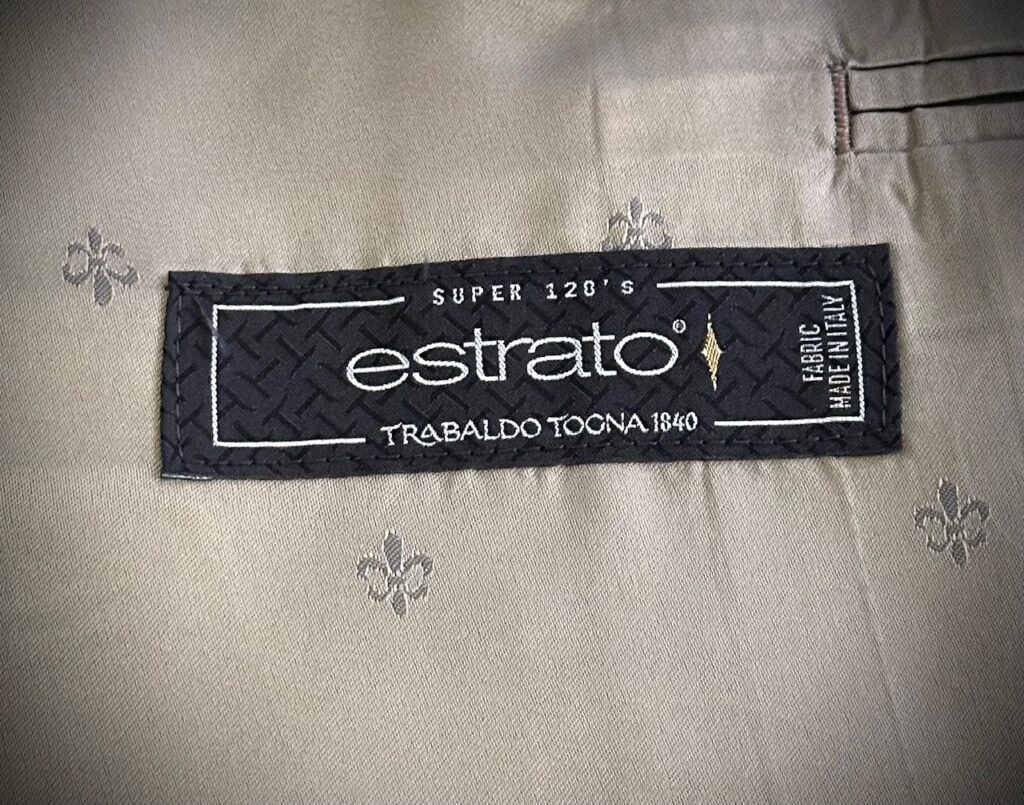 SUPER 120'S
estrato®
TRABALDO TOGNA 1840
FABRIC
MADE IN ITALY